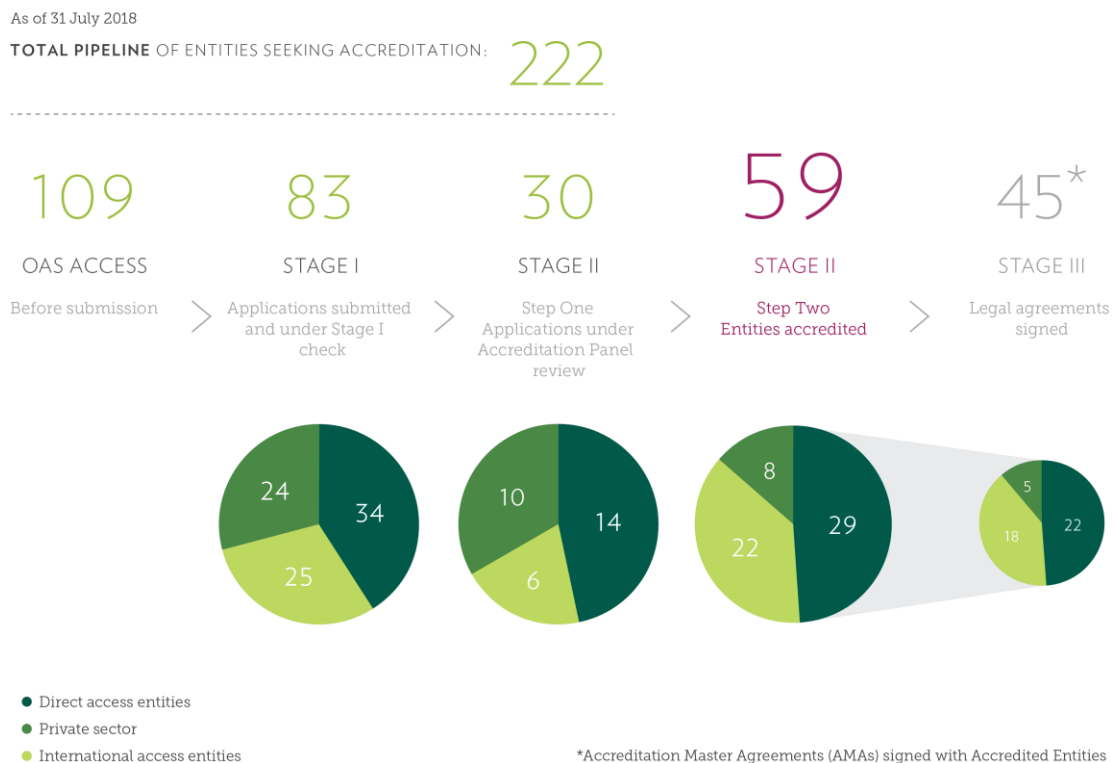 As of 31 July 2018
TOTAL PIPELINE OF ENTITIES SEEKING ACCREDITATION: 222
109
OAS ACCESS
Before submission
83
STAGE I
Applications submitted
and under Stage I
check
30
STAGE II
Step One
Applications under
Accreditation Panel
review
59
STAGE II
Step Two
Entities accredited
45*
STAGE III
Legal agreements
signed
24
34
25
10
14
6
8
29
22
5
22
18
Direct access entities
Private sector
International access entities
*Accreditation Master Agreements (AMAs) signed with Accredited Entities